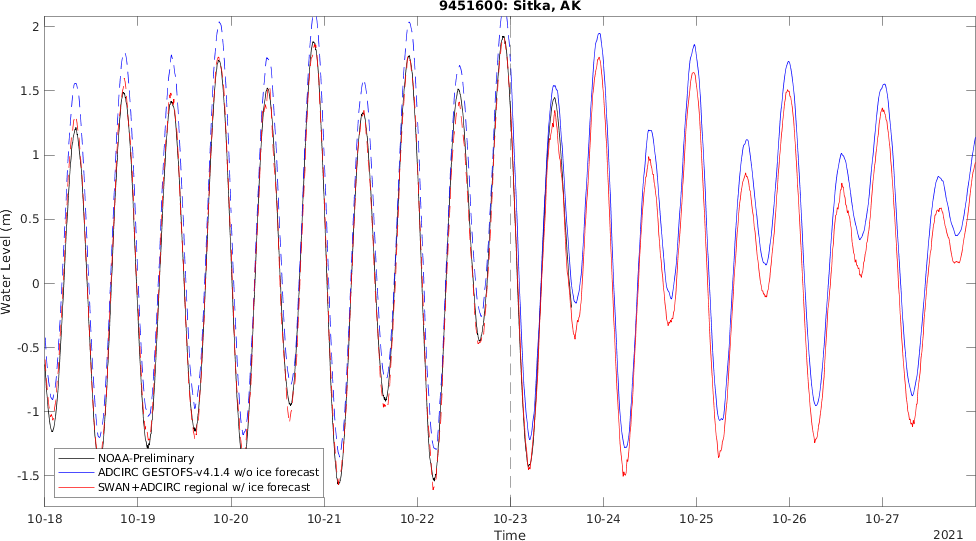 9451600: Sitka, AK
Water Level (m)
2
1.5
1
0.5
0
-0.5
-1
-1.5
NOAA-Preliminary
ADCIRC GESTOFS-v4.1.4 w/o ice forecast
SWAN+ADCIRC regional w/ ice forecast
10-18 10-19 10-20 10-21 10-22 10-23 10-24 10-25 10-26 10-27
Time
2021